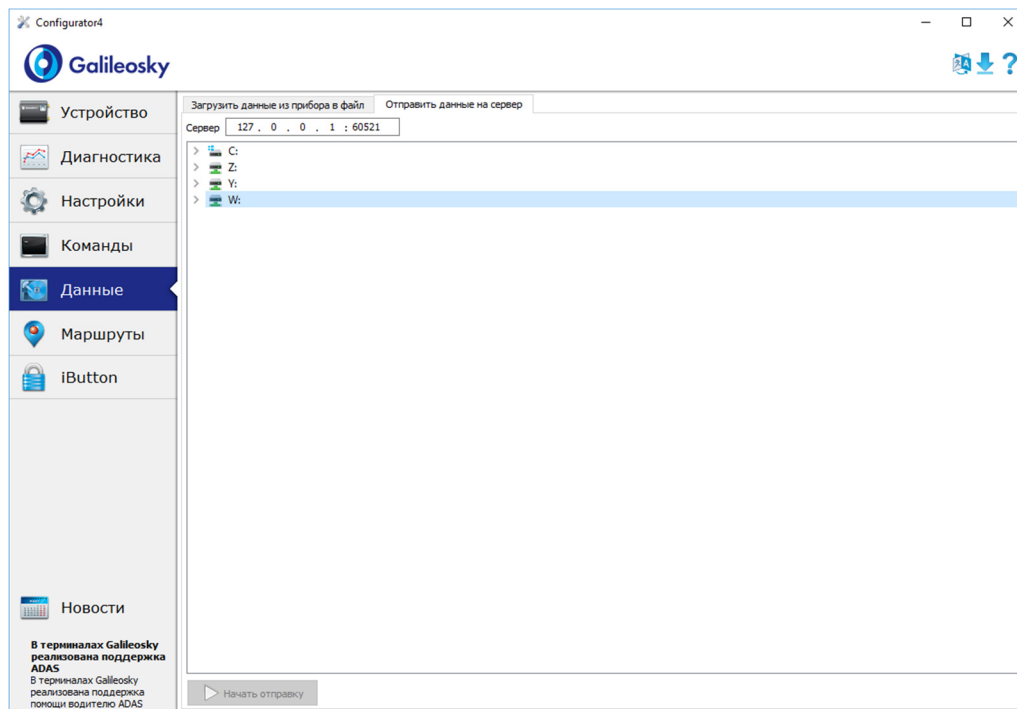 Configurator4
Galileosky
Устройство
Диагностика
Настройки
Команды
Данные
Маршруты
iButton
Новости
В терминалах Galileosky
реализована поддержка
ADAS
В терминалах Galileosky
реализована поддержка
помощи водителю ADAS
Загрузить данные из прибора в файл
Отправить данные на сервер
Сервер 127 . 0 . 0 . 1 : 60521
C:
Z:
Y:
W:
Начать отправку